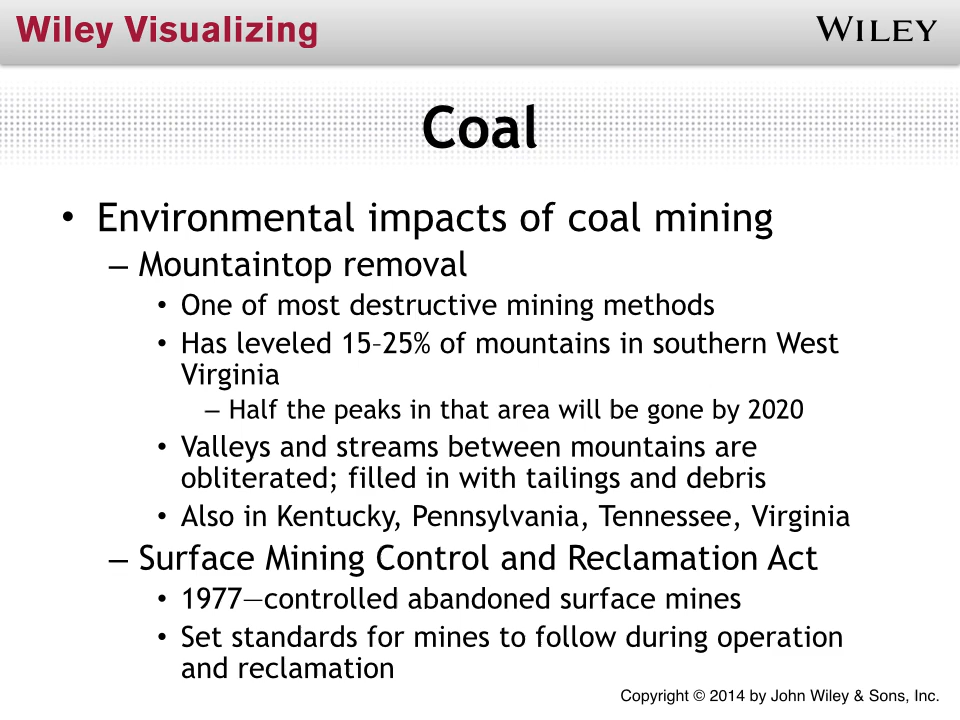 Wiley Visualizing
WILEY
Coal
• Environmental impacts of coal mining
– Mountaintop removal
• One of most destructive mining methods
• Has leveled 15–25% of mountains in southern West
Virginia
– Half the peaks in that area will be gone by 2020
• Valleys and streams between mountains are
obliterated; filled in with tailings and debris
• Also in Kentucky, Pennsylvania, Tennessee, Virginia
– Surface Mining Control and Reclamation Act
• 1977—controlled abandoned surface mines
• Set standards for mines to follow during operation
and reclamation
Copyright © 2014 by John Wiley & Sons, Inc.